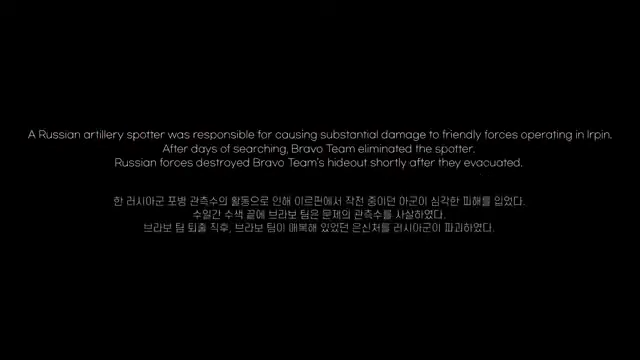 A Russian artillery spotter was responsible for causing substantial damage to friendly forces operating in Irpin.
After days of searching, Bravo Team eliminated the spotter.
Russian forces destroyed Bravo Team's hideout shortly after they evacuated.
한 러시아군 포병 관측수의 활동으로 인해 이르핀에서 작전 중이던 아군이 심각한 피해를 입었다.
수일간 수색 끝에 브라보 팀은 문제의 관측수를 사살하였다.
브라보 팀 퇴출 직후, 브라보 팀이 매복해 있었던 은신처를 러시아군이 파괴하였다.